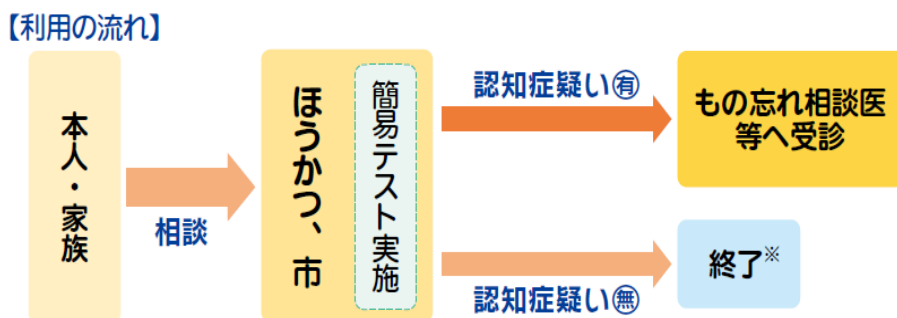 【利用の流れ】
本人・家族
相談
ほうかつ、市
簡易テスト実施
認知症疑い㊒
もの忘れ相談医
等へ受診
認知症疑い�
終了※